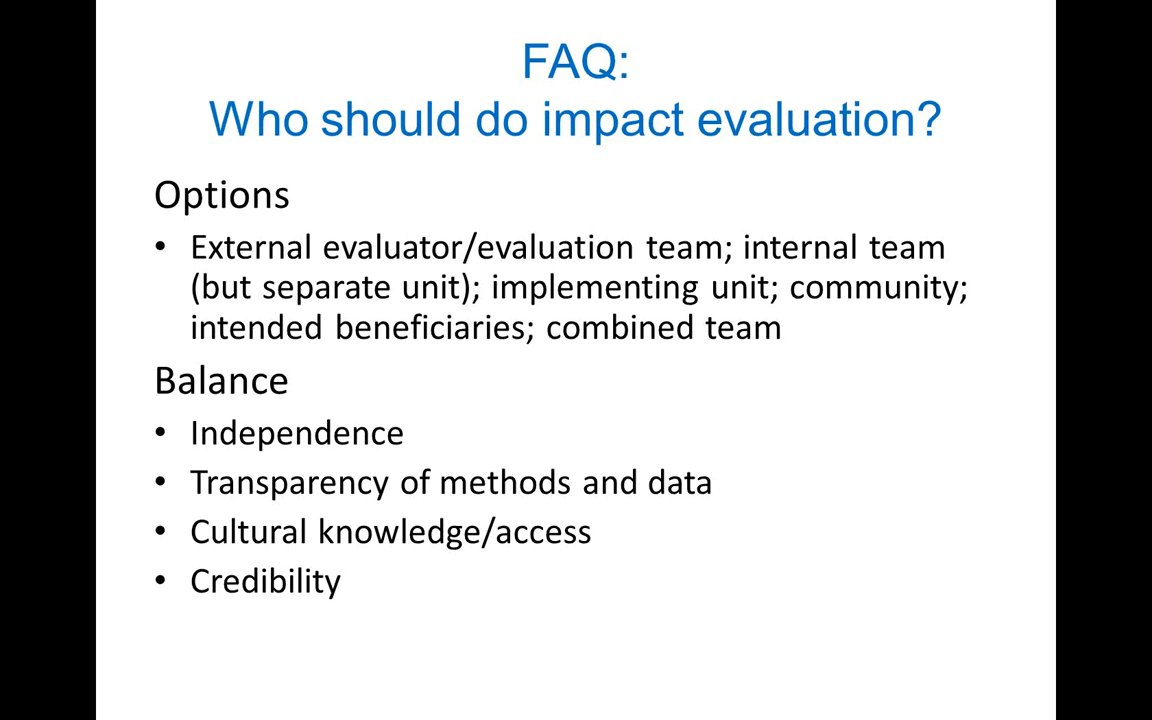 FAQ:
Who should do impact evaluation?
Options
• External evaluator/evaluation team; internal team
(but separate unit); implementing unit; community;
intended beneficiaries; combined team
Balance
• Independence
• Transparency of methods and data
• Cultural knowledge/access
• Credibility